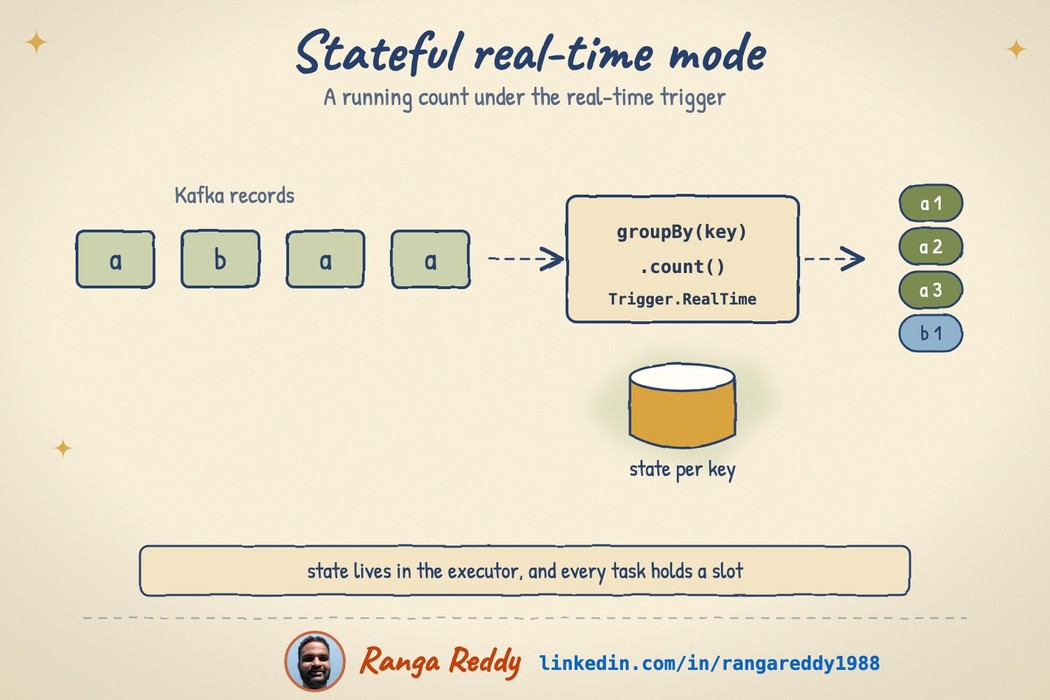 Stateful real-time mode
A running count under the real-time trigger
Kafka records
a b a a
groupBy(key)
.count()
Trigger.RealTime
a 1
a 2
a 3
b 1
state per key
state lives in the executor, and every task holds a slot
Ranga Reddy linkedin.com/in/rangareddy1988